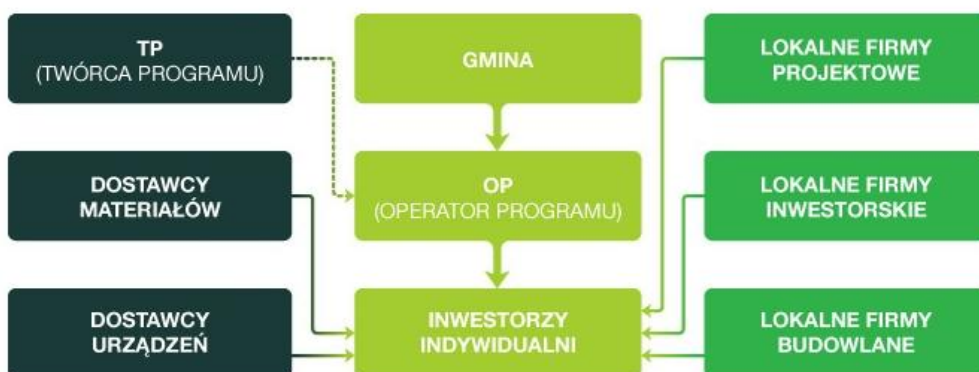 TP
(TWÓRCA PROGRAMU)
GMINA
LOKALNE FIRMY
PROJEKTOWE
DOSTAWCY
MATERIAŁÓW
OP
(OPERATOR PROGRAMU)
LOKALNE FIRMY
INWESTORSKIE
DOSTAWCY
URZĄDZEŃ
INWESTORZY
INDYWIDUALNI
LOKALNE FIRMY
BUDOWLANE